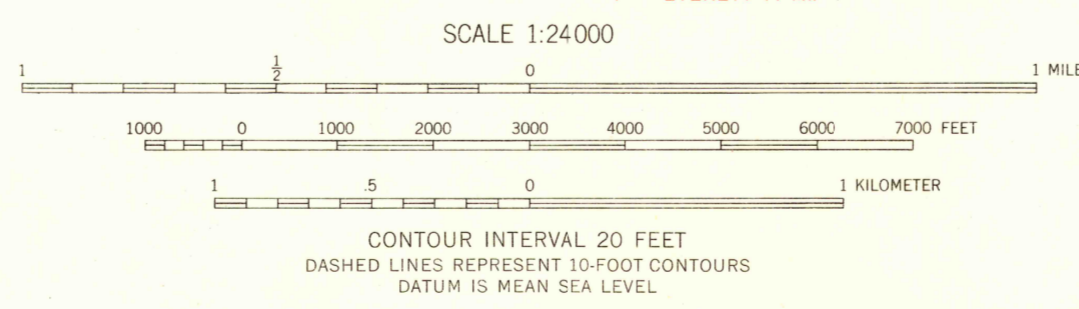 SCALE 1:24000
1 1/2 0 1 MILE
1000 0 1000 2000 3000 4000 5000 6000 7000 FEET
1 .5 0 1 KILOMETER
CONTOUR INTERVAL 20 FEET
DASHED LINES REPRESENT 10-FOOT CONTOURS
DATUM IS MEAN SEA LEVEL